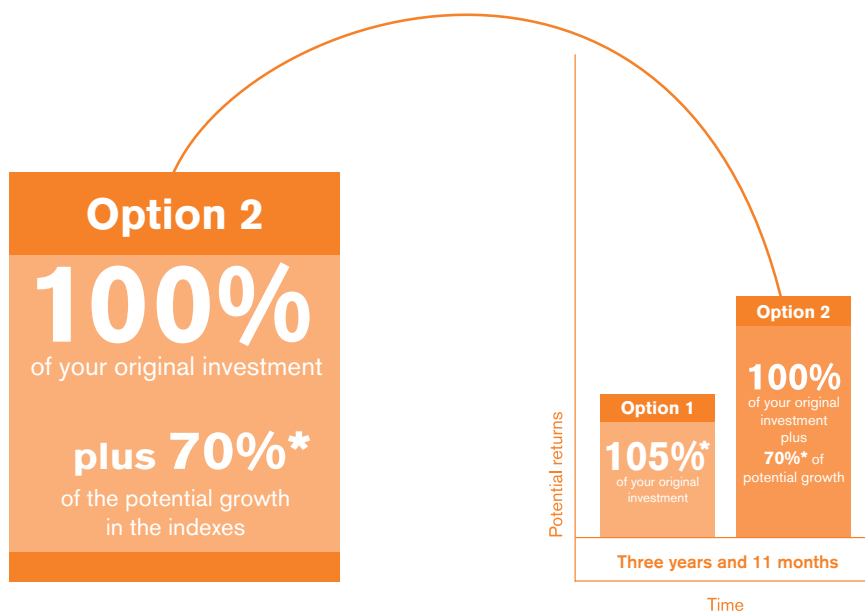 Option 2
100%
of your original investment
plus 70%*
of the potential growth
in the indexes
Potential returns
Option 1
105%*
of your original
investment
Option 2
100%
of your original
investment
plus
70%* of
potential growth
Three years and 11 months
Time